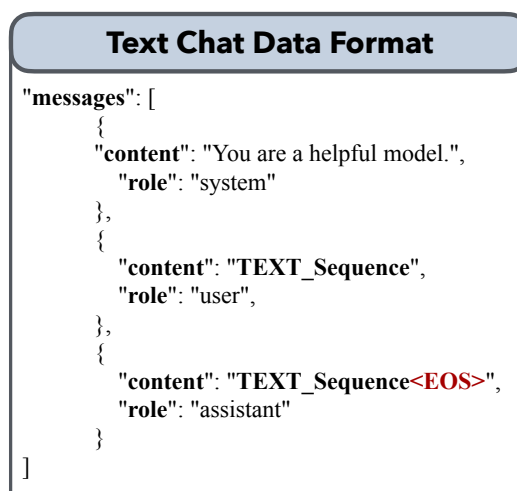 Text Chat Data Format
"messages": [
{
"content": "You are a helpful model.",
"role": "system"
},
{
"content": "TEXT_Sequence",
"role": "user",
},
{
"content": "TEXT_Sequence<EOS>",
"role": "assistant"
}
]